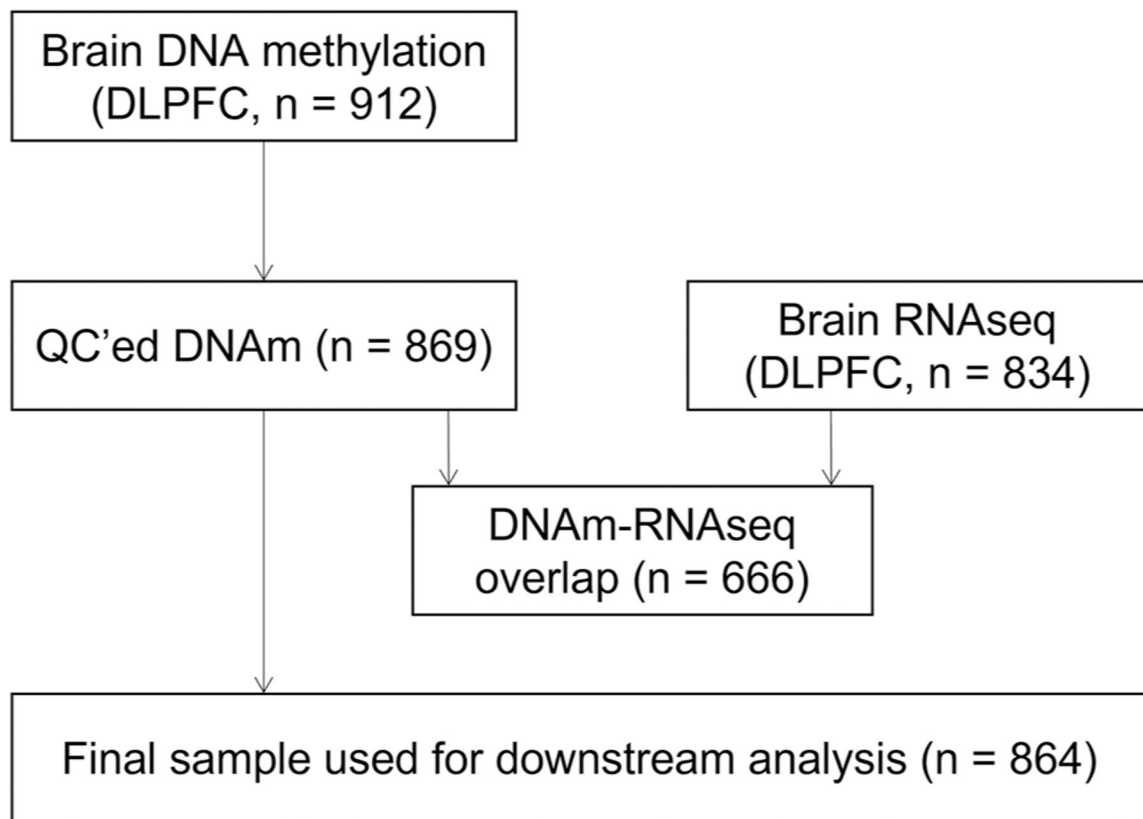 Brain DNA methylation
(DLPFC, n = 912)
QC’ed DNAm (n = 869)
Brain RNAseq
(DLPFC, n = 834)
DNAm-RNAseq
overlap (n = 666)
Final sample used for downstream analysis (n = 864)